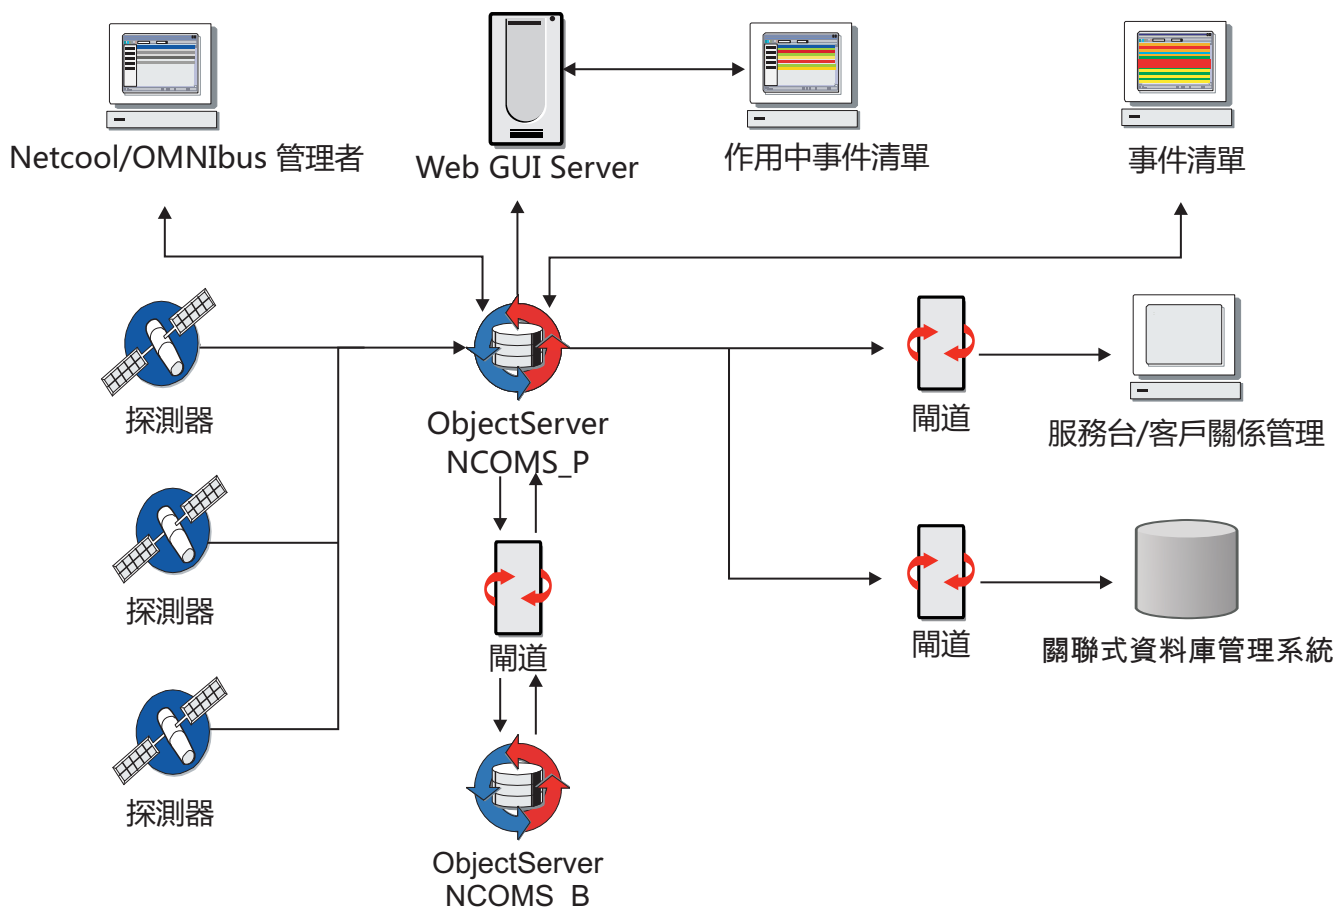 Netcool/OMNIbus 管理者
Web GUI Server
作用中事件清單
事件清單
探測器
ObjectServer
NCOMS_P
閘道
服務台/客戶關係管理
探測器
閘道
閘道
關聯式資料庫管理系統
探測器
ObjectServer
NCOMS_B